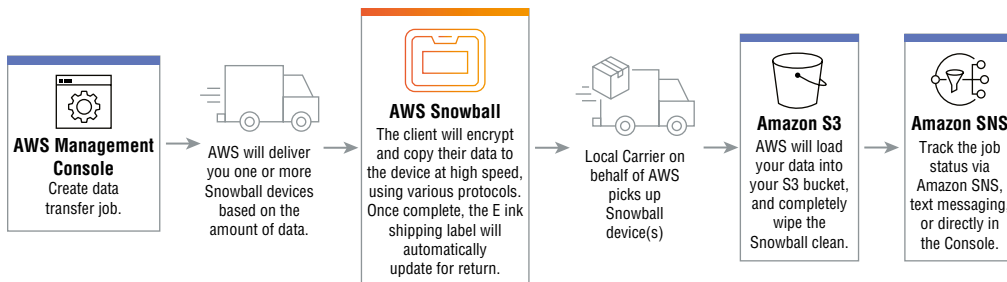 AWS Management
Console
Create data
transfer job.
AWS will deliver
you one or more
Snowball devices
based on the
amount of data.
AWS Snowball
The client will encrypt
and copy their data to
the device at high speed,
using various protocols.
Once complete, the E ink
shipping label will
automatically
update for return.
Local Carrier on
behalf of AWS
picks up
Snowball
device(s)
Amazon S3
AWS will load
your data into
your S3 bucket,
and completely
wipe the
Snowball clean.
Amazon SNS
Track the job
status via
Amazon SNS,
text messaging
or directly in
the Console.